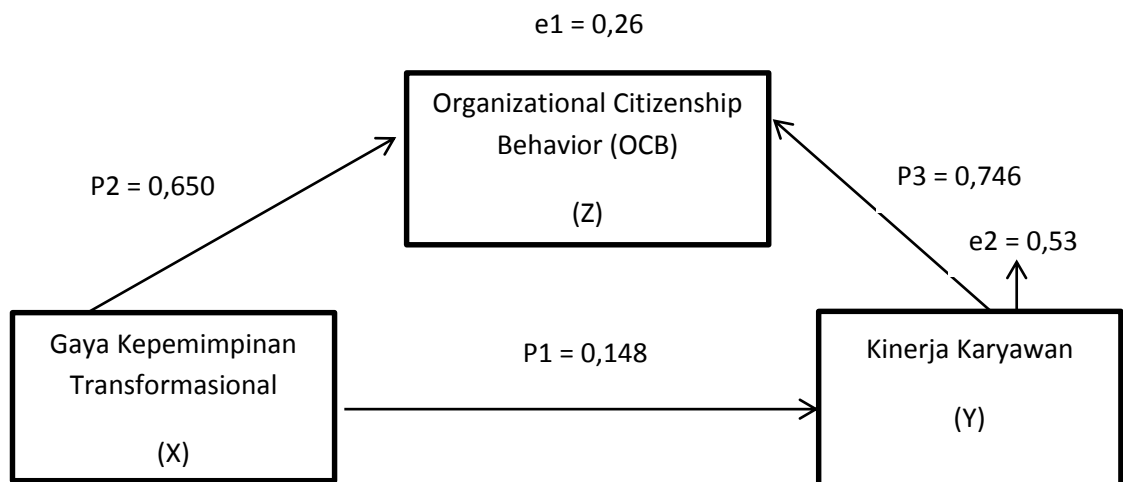 e1 = 0,26
Organizational Citizenship
Behavior (OCB)
(Z)
P2 = 0,650
P3 = 0,746
e2 = 0,53
Gaya Kepemimpinan
Transformasional
(X)
P1 = 0,148
Kinerja Karyawan
(Y)